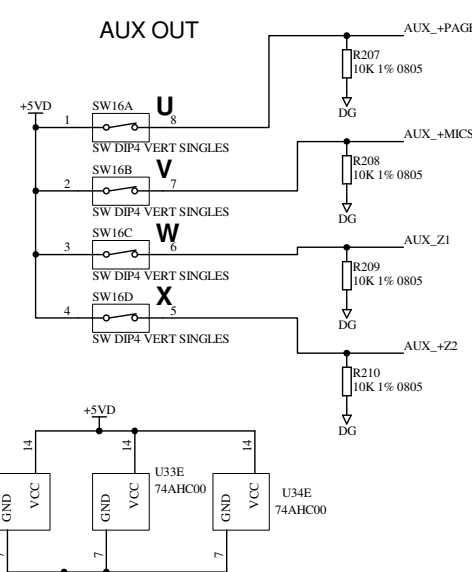 AUX OUT
AUX_+PAGE
R207
10K 1% 0805
DG
+5VD
SW16A
U
1
8
SW DIP4 VERT SINGLES
AUX_+MICS
R208
10K 1% 0805
DG
SW16B
V
2
7
SW DIP4 VERT SINGLES
AUX_Z1
R209
10K 1% 0805
DG
SW16C
W
3
6
SW DIP4 VERT SINGLES
AUX_+Z2
R210
10K 1% 0805
DG
SW16D
X
4
5
SW DIP4 VERT SINGLES
+5VD
14
14
14
GND
VCC
GND
VCC
U33E
74AHC00
GND
VCC
U34E
74AHC00
7
7
7